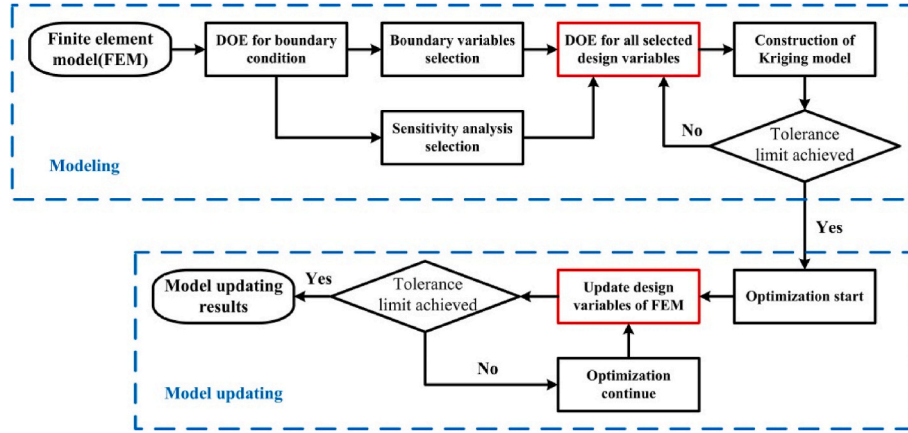 Finite element
model(FEM)
DOE for boundary
condition
Boundary variables
selection
DOE for all selected
design variables
Construction of
Kriging model
Sensitivity analysis
selection
No
Tolerance
limit achieved
Modeling
Yes
Model updating
results
Yes
Tolerance
limit achieved
Update design
variables of FEM
Optimization start
No
Optimization
continue
Model updating